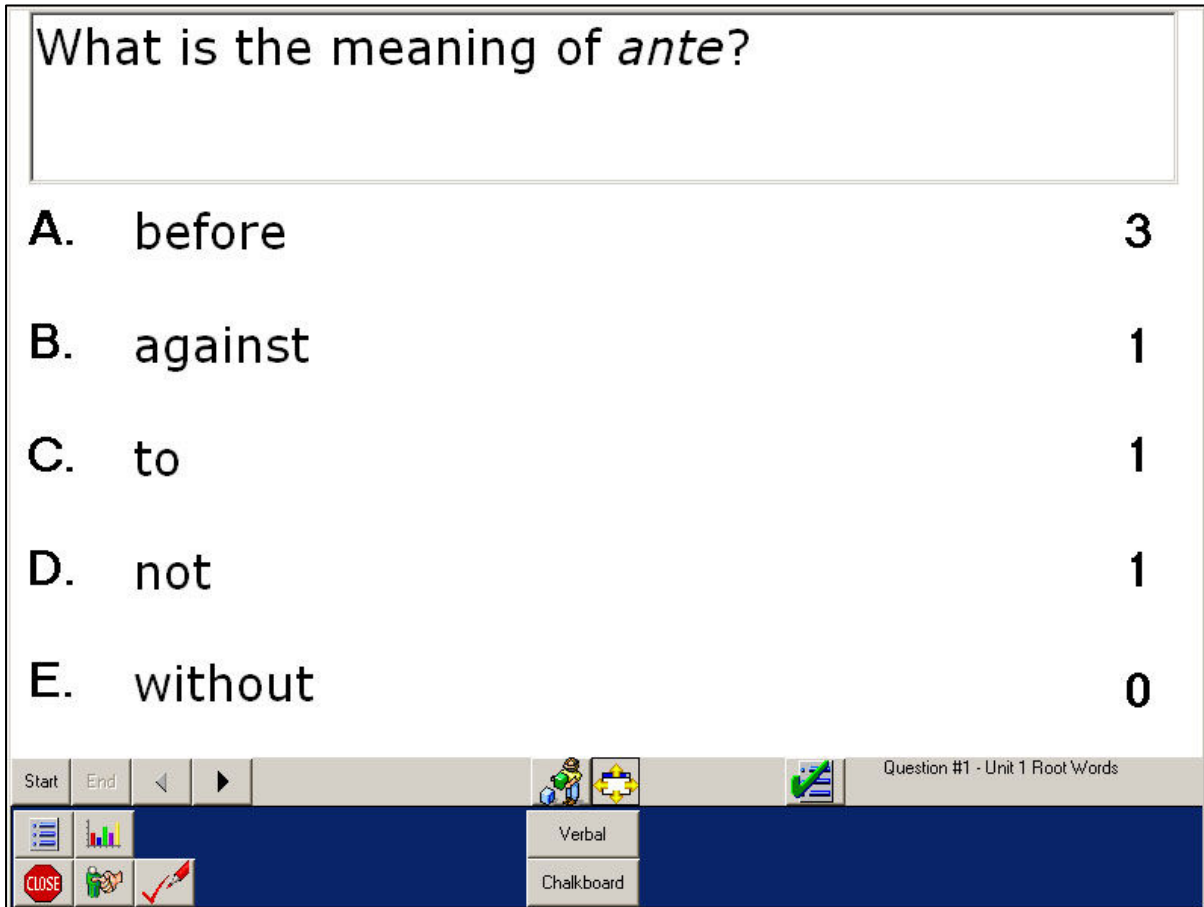 What is the meaning of ante?
A. before 3
B. against 1
C. to 1
D. not 1
E. without 0
Start End Question #1 - Unit 1 Root Words
Verbal
CLOSE Chalkboard